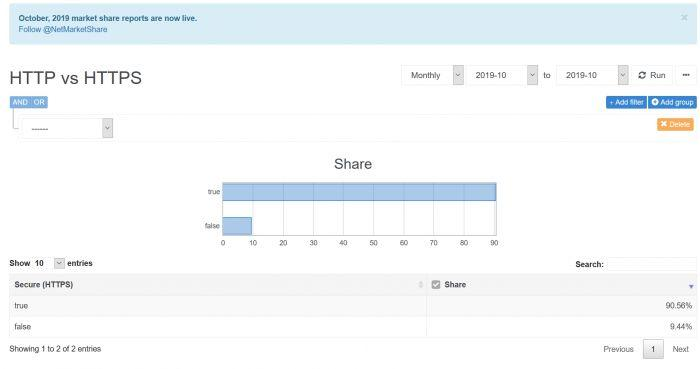 October, 2019 market share reports are now live. ×
Follow @NetMarketShare
HTTP vs HTTPS
Monthly 2019-10 to 2019-10 Run •••
AND OR
+ Add filter Add group
------
Delete
Share
true
false
0 10 20 30 40 50 60 70 80 90
Show 10 entries
Search:
Secure (HTTPS) Share
true 90.56%
false 9.44%
Showing 1 to 2 of 2 entries
Previous 1 Next